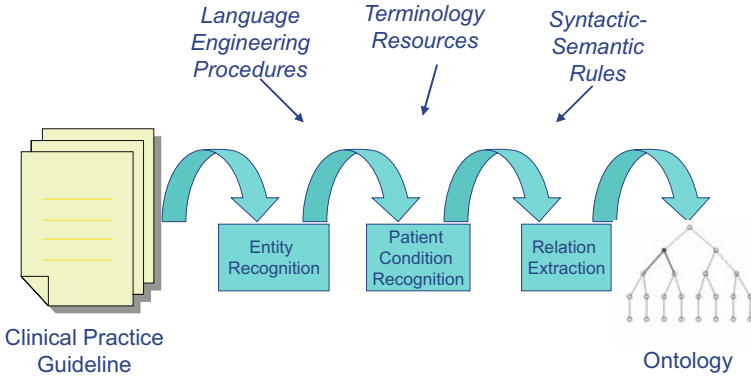 Language
Engineering
Procedures
Terminology
Resources
Syntactic-
Semantic
Rules
Entity
Recognition
Patient
Condition
Recognition
Relation
Extraction
Clinical Practice
Guideline
Ontology